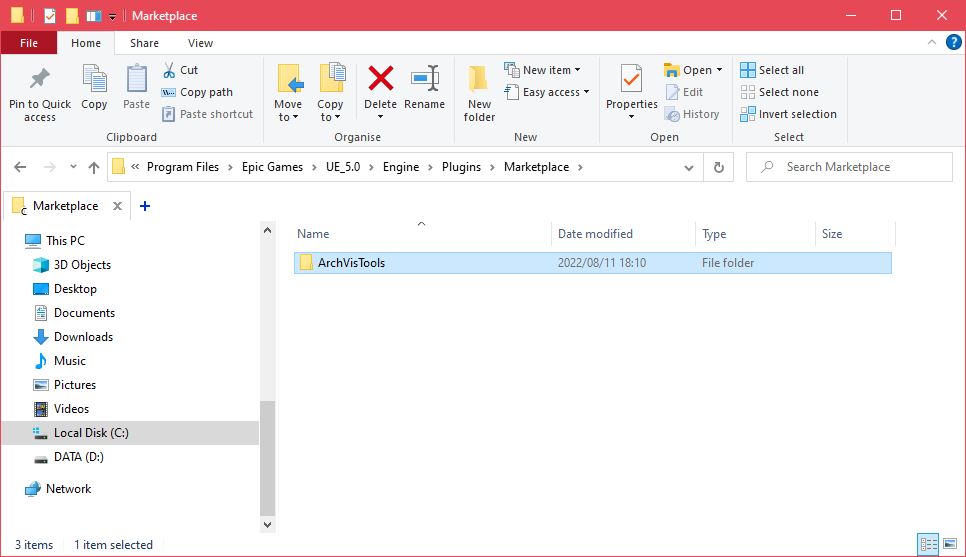 Marketplace
File Home Share View
Pin to Quick access
Copy
Paste
Cut
Copy path
Paste shortcut
Move to
Copy to
Delete
Rename
New folder
New item
Easy access
Properties
Open
Edit
History
Select all
Select none
Invert selection
Clipboard Organise New Open Select
« Program Files > Epic Games > UE_5.0 > Engine > Plugins > Marketplace >
Search Marketplace
Marketplace
Name Date modified Type Size
ArchVisTools 2022/08/11 18:10 File folder
This PC
3D Objects
Desktop
Documents
Downloads
Music
Pictures
Videos
Local Disk (C:)
DATA (D:)
Network
3 items 1 item selected